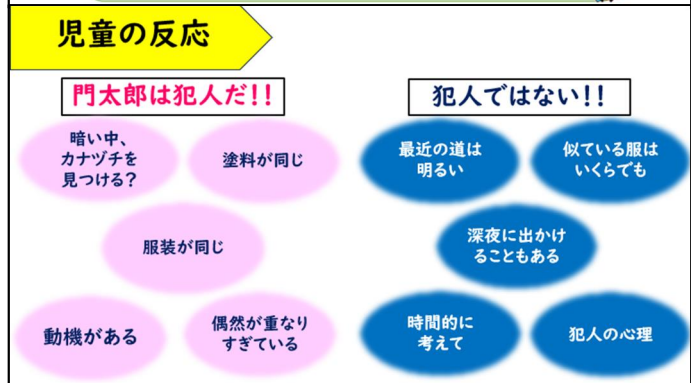 児童の反応
門太郎は犯人だ!!
暗い中、
カナヅチを
見つける?
塗料が同じ
服装が同じ
動機がある
偶然が重なり
すぎている
犯人ではない!!
最近の道は
明るい
似ている服は
いくらでも
深夜に出かけ
ることもある
時間的に
考えて
犯人の心理